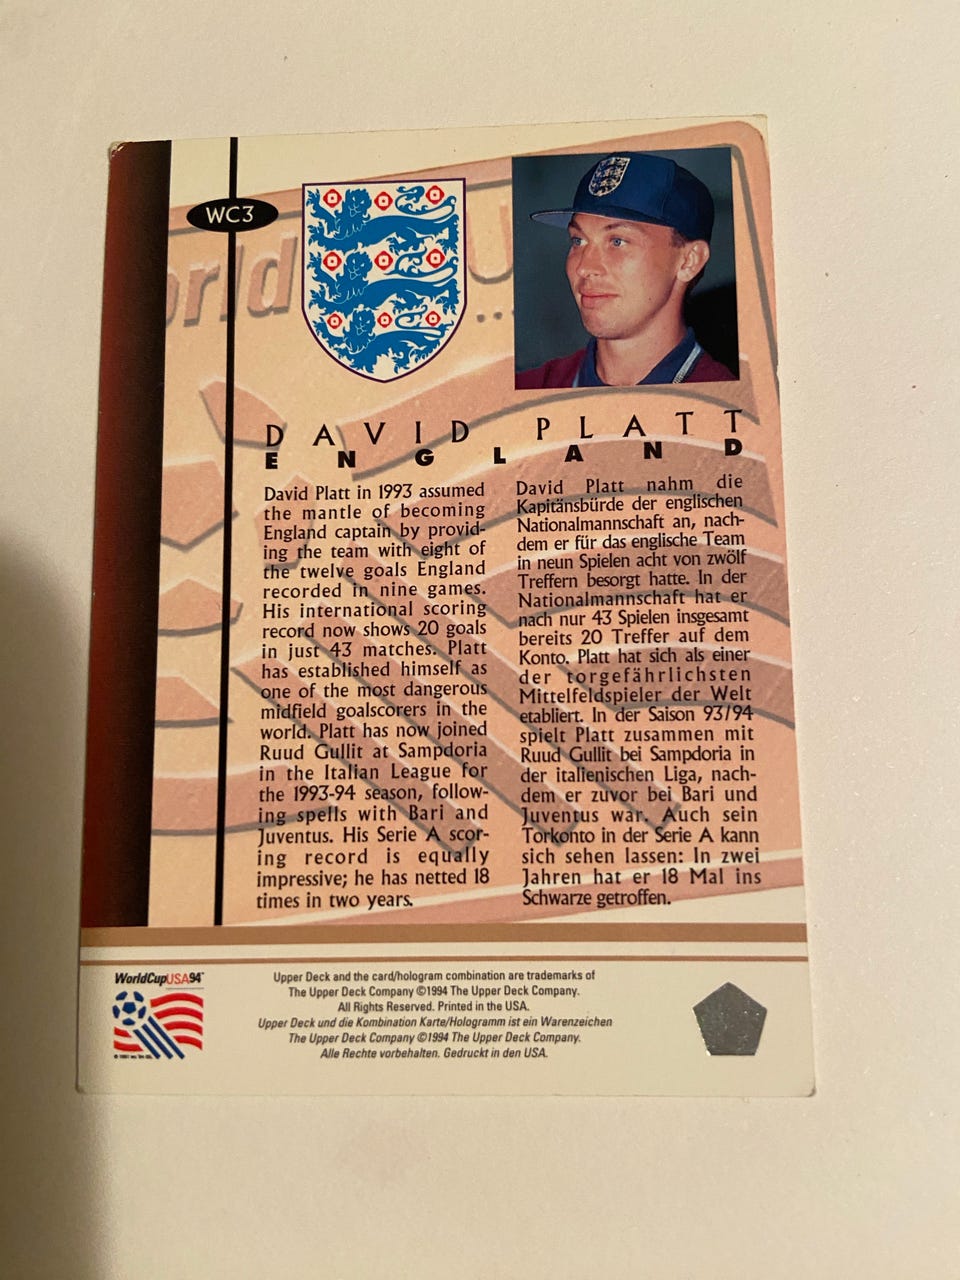 WC3
orld
U
DAVID PLATT
ENGLAND
David Platt in 1993 assumed
the mantle of becoming
England captain by provid-
ing the team with eight of
the twelve goals England
recorded in nine games.
His international scoring
record now shows 20 goals
in just 43 matches. Platt
has established himself as
one of the most dangerous
midfield goalscorers in the
world. Platt has now joined
Ruud Gullit at Sampdoria
in the Italian League for
the 1993-94 season, follow-
ing spells with Bari and
Juventus. His Serie A scor-
ing record is equally
impressive; he has netted 18
times in two years.
David Platt nahm die
Kapitänsbürde der englischen
Nationalmannschaft an, nach-
dem er für das englische Team
in neun Spielen acht von zwölf
Treffern besorgt hatte. In der
Nationalmannschaft hat er
nach nur 43 Spielen insgesamt
bereits 20 Treffer auf dem
Konto. Platt hat sich als einer
der torgefährlichsten
Mittelfeldspieler der Welt
etabliert. In der Saison 93/94
spielt Platt zusammen mit
Ruud Gullit bei Sampdoria in
der italienischen Liga, nach-
dem er zuvor bei Bari und
Juventus war. Auch sein
Torkonto in der Serie A kann
sich sehen lassen: In zwei
Jahren hat er 18 Mal ins
Schwarze getroffen.
WorldCupUSA94
Upper Deck and the card/hologram combination are trademarks of
The Upper Deck Company ©1994 The Upper Deck Company.
All Rights Reserved. Printed in the USA.
Upper Deck und die Kombination Karte/Hologramm ist ein Warenzeichen
The Upper Deck Company ©1994 The Upper Deck Company.
Alle Rechte vorbehalten. Gedruckt in den USA.